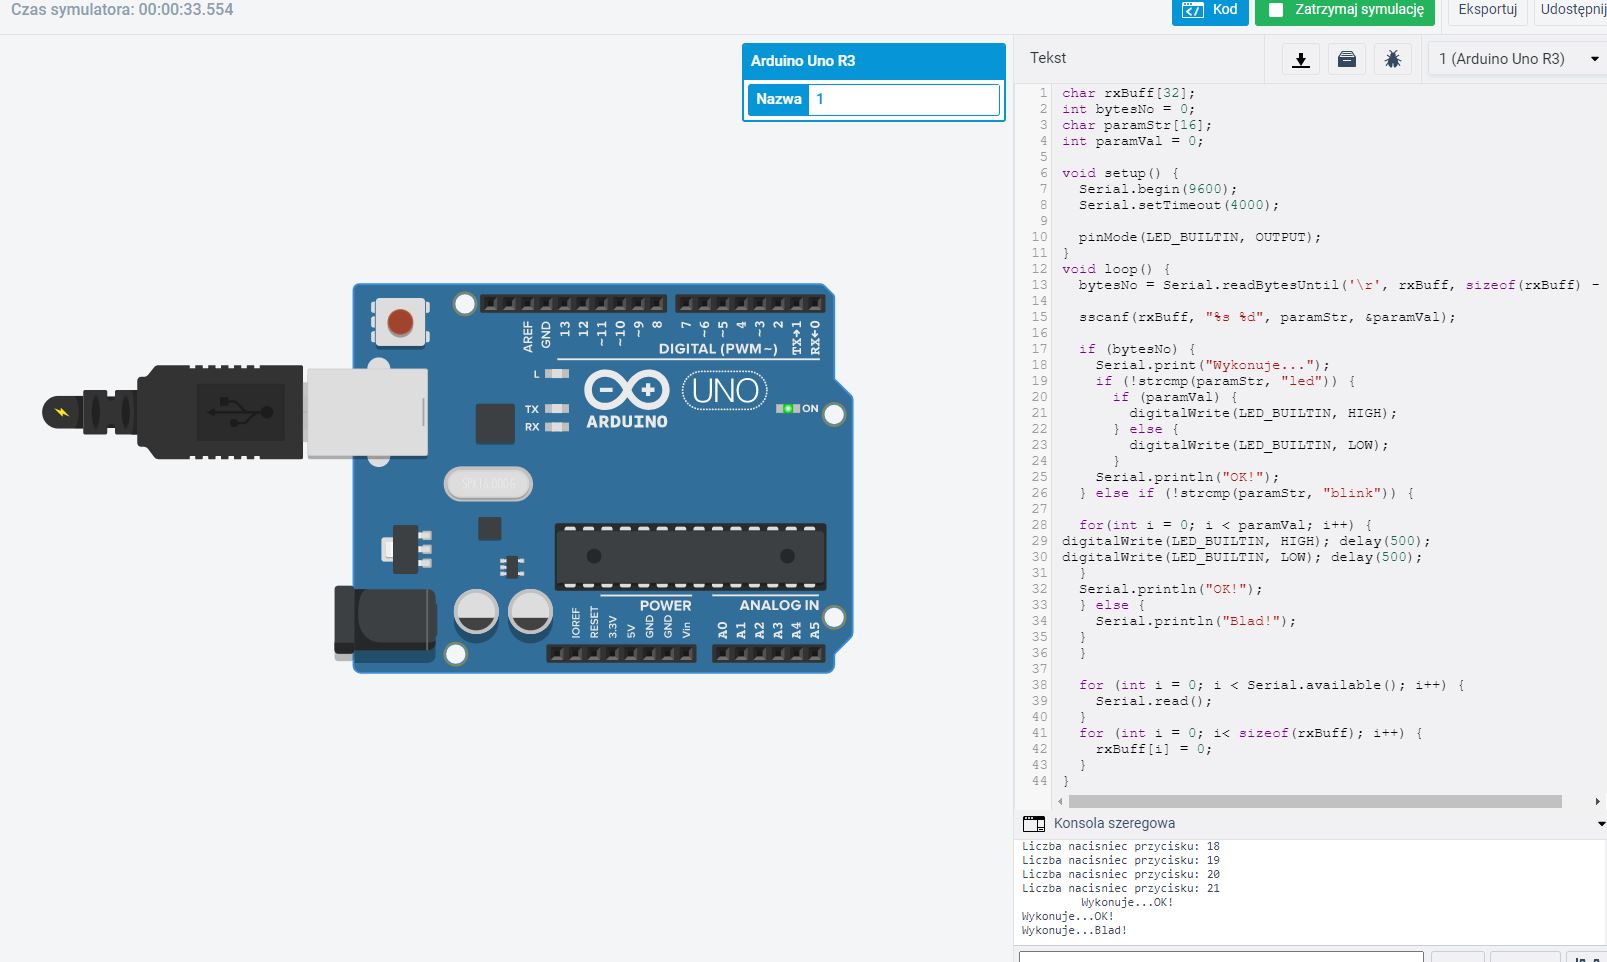 Czas symulatora: 00:00:33.554
Kod
Zatrzymaj symulację
Eksportuj
Udostępnij
Arduino Uno R3
Nazwa 1
Tekst
1 (Arduino Uno R3)
1 char rxBuff[32];
2 int bytesNo = 0;
3 char paramStr[16];
4 int paramVal = 0;
5
6 void setup() {
7 Serial.begin(9600);
8 Serial.setTimeout(4000);
9
10 pinMode(LED_BUILTIN, OUTPUT);
11 }
12 void loop() {
13 bytesNo = Serial.readBytesUntil('\r', rxBuff, sizeof(rxBuff) -
14
15 sscanf(rxBuff, "%s %d", paramStr, &paramVal);
16
17 if (bytesNo) {
18 Serial.print("Wykonuje...");
19 if (!strcmp(paramStr, "led")) {
20 if (paramVal) {
21 digitalWrite(LED_BUILTIN, HIGH);
22 } else {
23 digitalWrite(LED_BUILTIN, LOW);
24 }
25 Serial.println("OK!");
26 } else if (!strcmp(paramStr, "blink")) {
27
28 for(int i = 0; i < paramVal; i++) {
29 digitalWrite(LED_BUILTIN, HIGH); delay(500);
30 digitalWrite(LED_BUILTIN, LOW); delay(500);
31 }
32 Serial.println("OK!");
33 } else {
34 Serial.println("Blad!");
35 }
36 }
37
38 for (int i = 0; i < Serial.available(); i++) {
39 Serial.read();
40 }
41 for (int i = 0; i< sizeof(rxBuff); i++) {
42 rxBuff[i] = 0;
43 }
44 }
Konsola szeregowa
Liczba nacisniec przycisku: 18
Liczba nacisniec przycisku: 19
Liczba nacisniec przycisku: 20
Liczba nacisniec przycisku: 21
Wykonuje...OK!
Wykonuje...OK!
Wykonuje...Blad!
AREF
GND
13
12
~11
~10
~9
8
7
~6
~5
4
~3
2
TX→1
RX←0
DIGITAL (PWM~)
L
TX
RX
ARDUINO
UNO
ON
SPK16.000G
POWER
ANALOG IN
IOREF
RESET
3.3V
5V
GND
GND
Vin
A0
A1
A2
A3
A4
A5